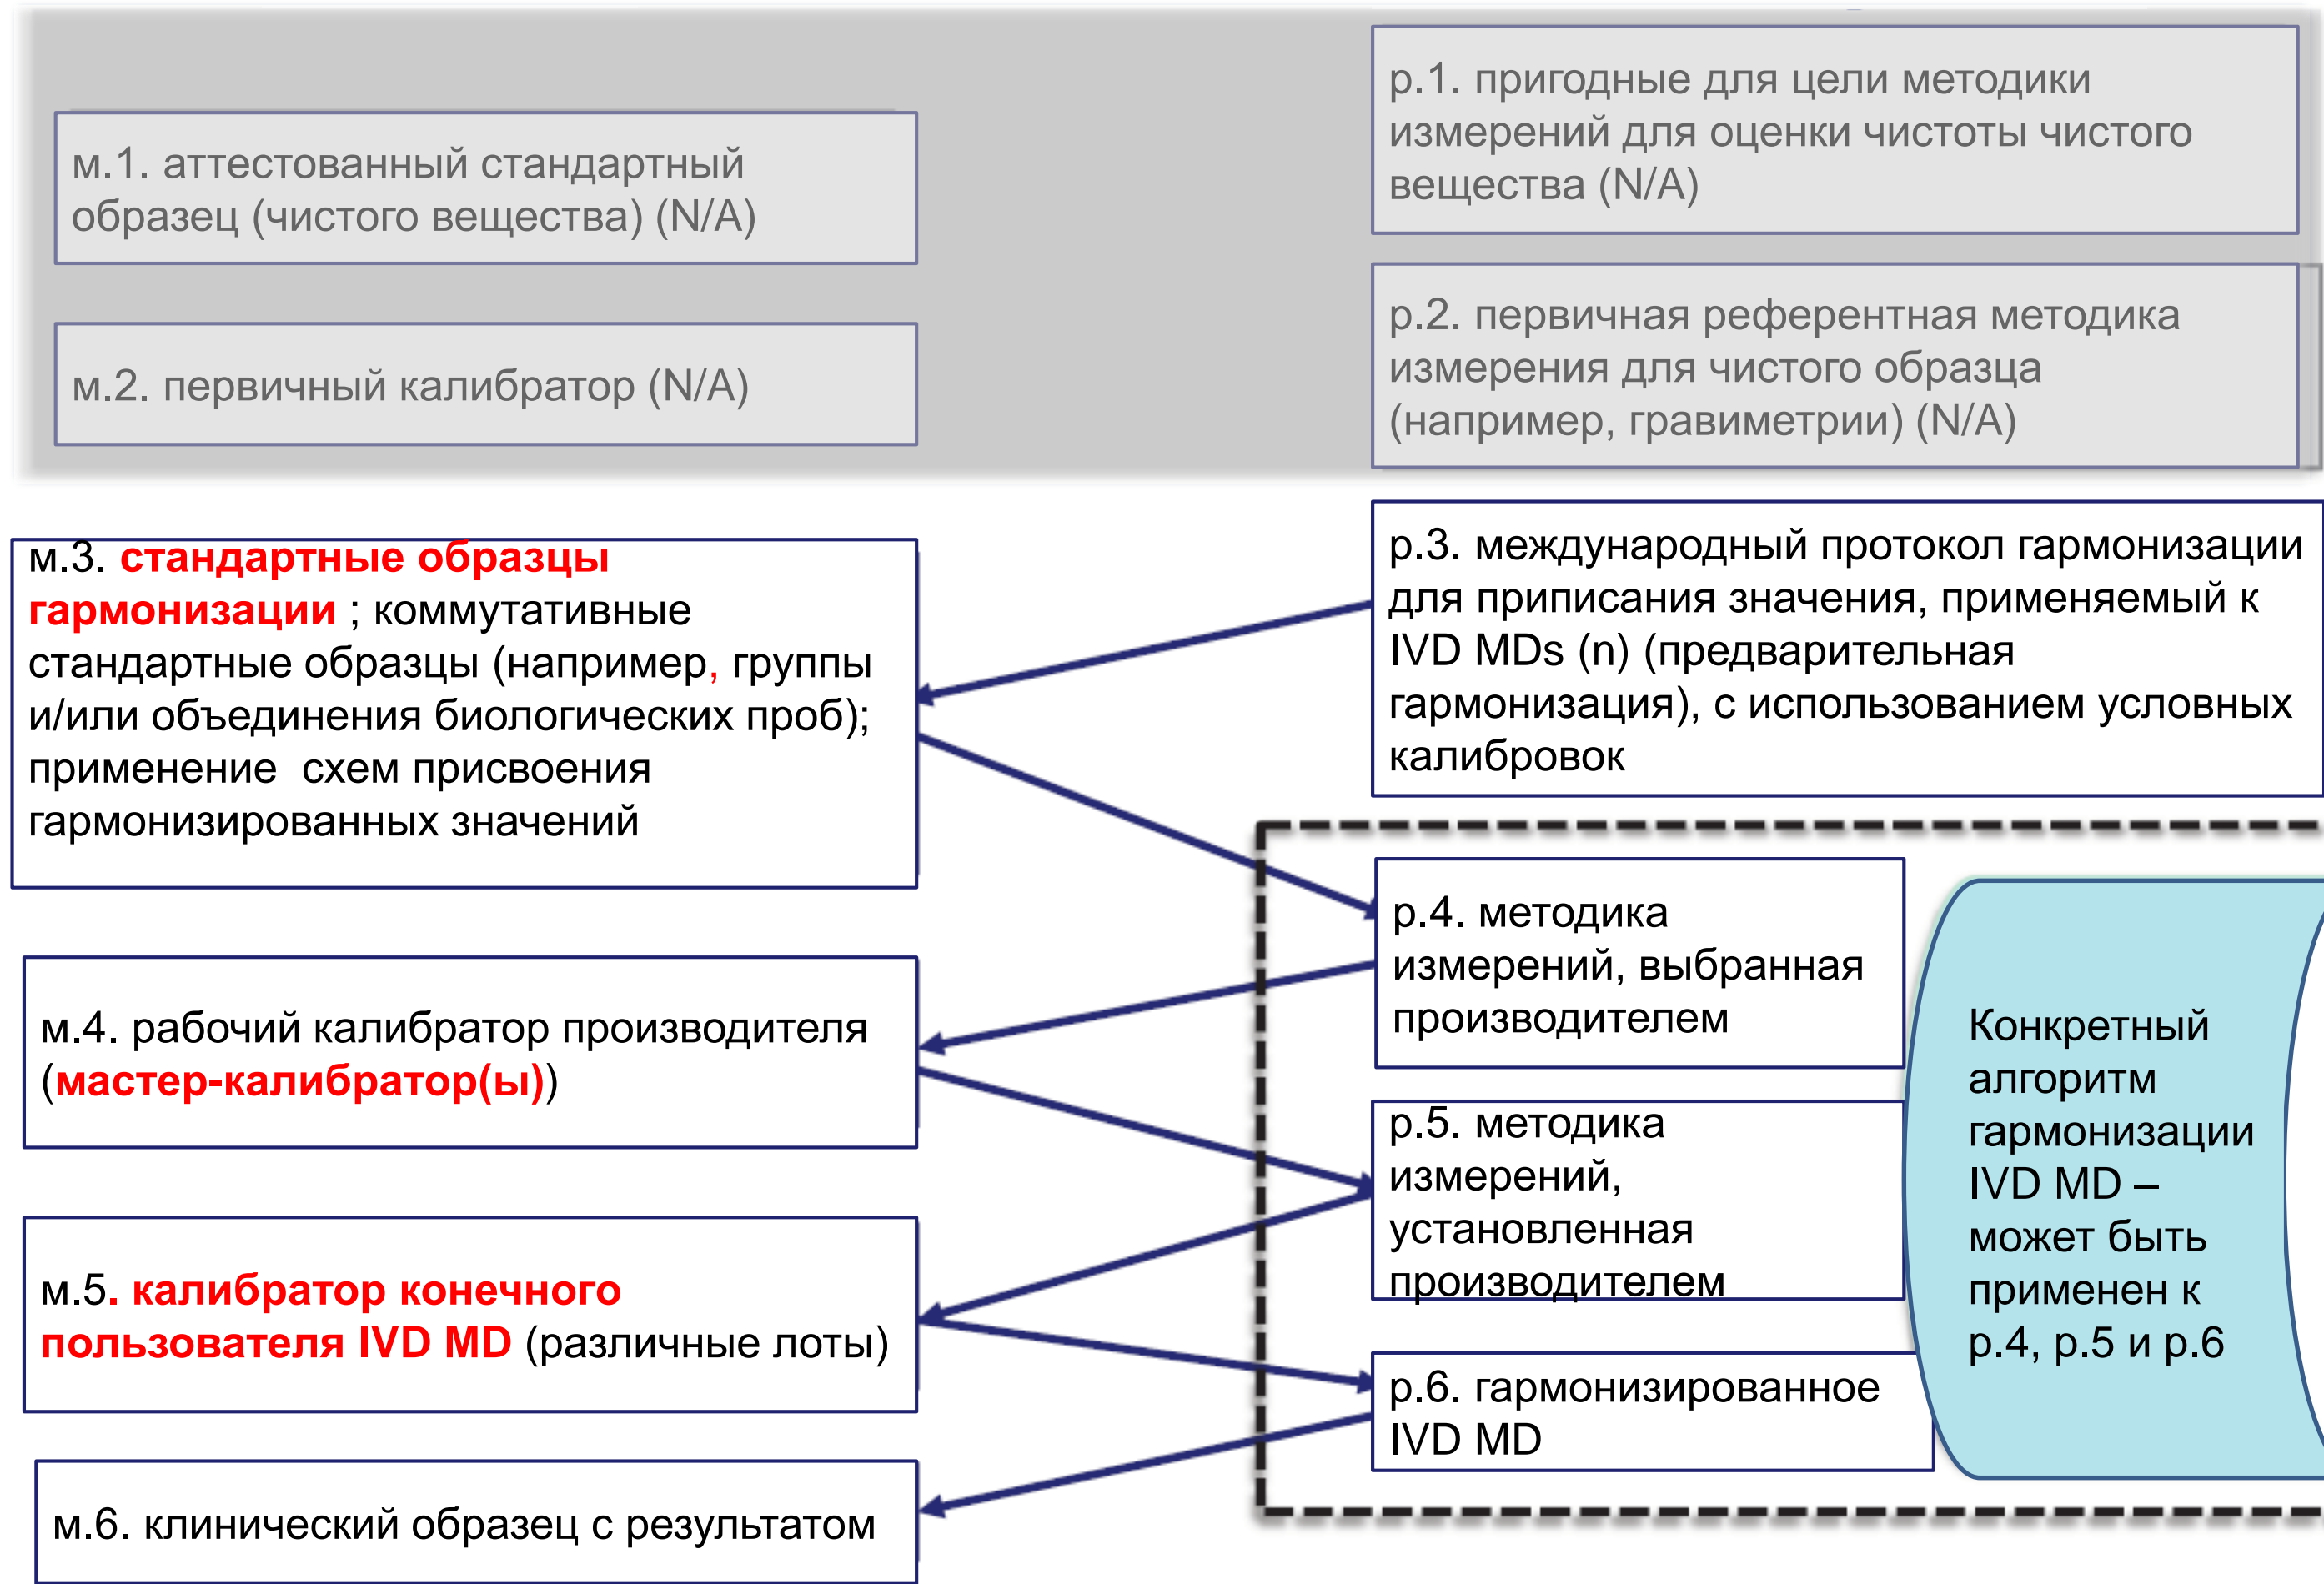 м.1. аттестованный стандартный
образец (чистого вещества) (N/A)
р.1. пригодные для цели методики
измерений для оценки чистоты чистого
вещества (N/A)
м.2. первичный калибратор (N/A)
р.2. первичная референтная методика
измерения для чистого образца
(например, гравиметрии) (N/A)
м.3. стандартные образцы
гармонизации ; коммутативные
стандартные образцы (например, группы
и/или объединения биологических проб);
применение схем присвоения
гармонизированных значений
р.3. международный протокол гармонизации
для приписания значения, применяемый к
IVD MDs (n) (предварительная
гармонизация), с использованием условных
калибровок
м.4. рабочий калибратор производителя
(мастер-калибратор(ы))
р.4. методика
измерений, выбранная
производителем
м.5. калибратор конечного
пользователя IVD MD (различные лоты)
р.5. методика
измерений,
установленная
производителем
м.6. клинический образец с результатом
р.6. гармонизированное
IVD MD
Конкретный
алгоритм
гармонизации
IVD MD –
может быть
применен к
р.4, р.5 и р.6